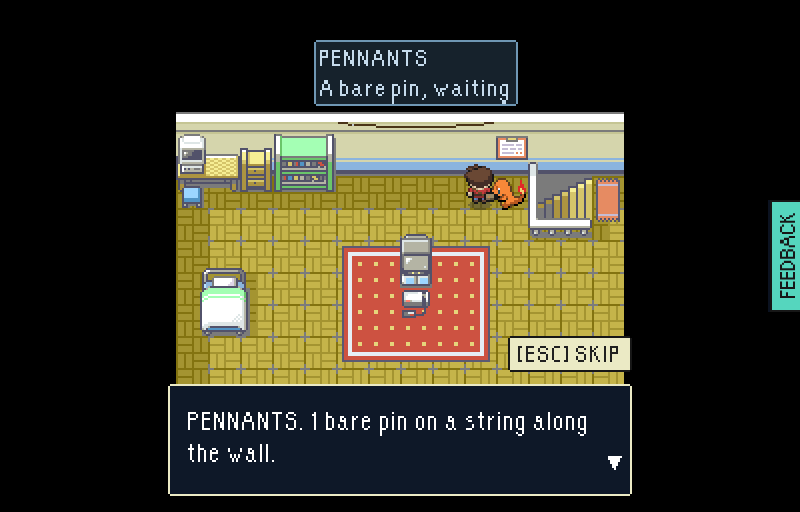 PENNANTS
A bare pin, waiting
FEEDBACK
[ESC] SKIP
PENNANTS. 1 bare pin on a string along
the wall.